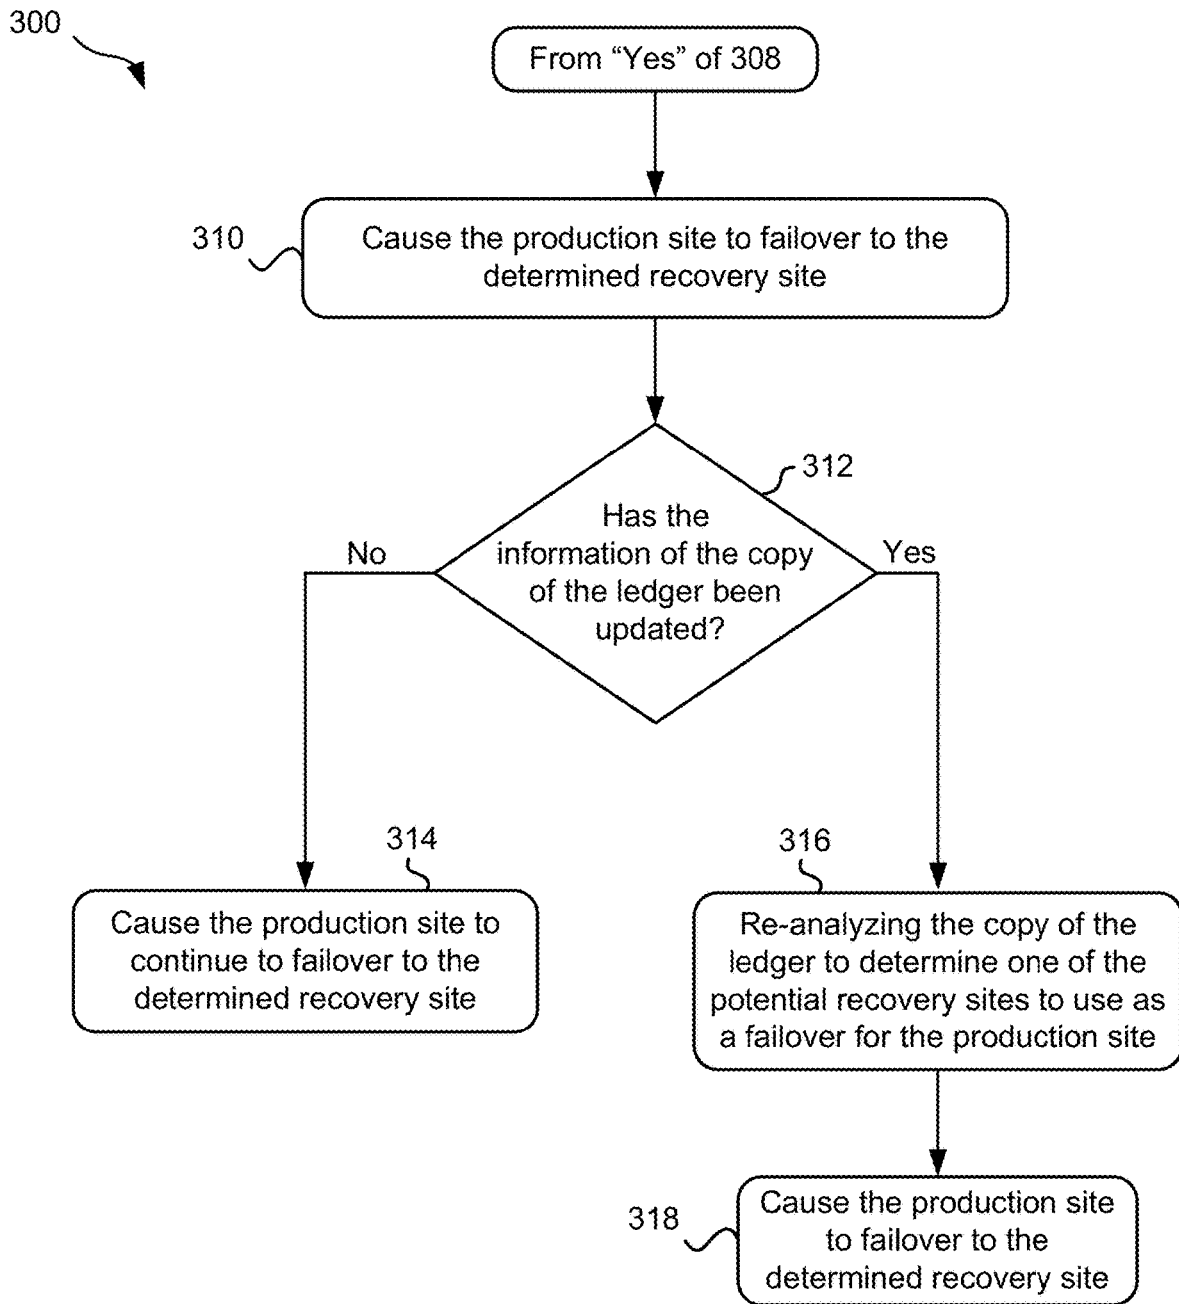 300
From “Yes” of 308
310
Cause the production site to failover to the
determined recovery site
312
Has the
information of the copy
of the ledger been
updated?
No
Yes
314
Cause the production site to
continue to failover to the
determined recovery site
316
Re-analyzing the copy of the
ledger to determine one of the
potential recovery sites to use as
a failover for the production site
318
Cause the production site
to failover to the
determined recovery site